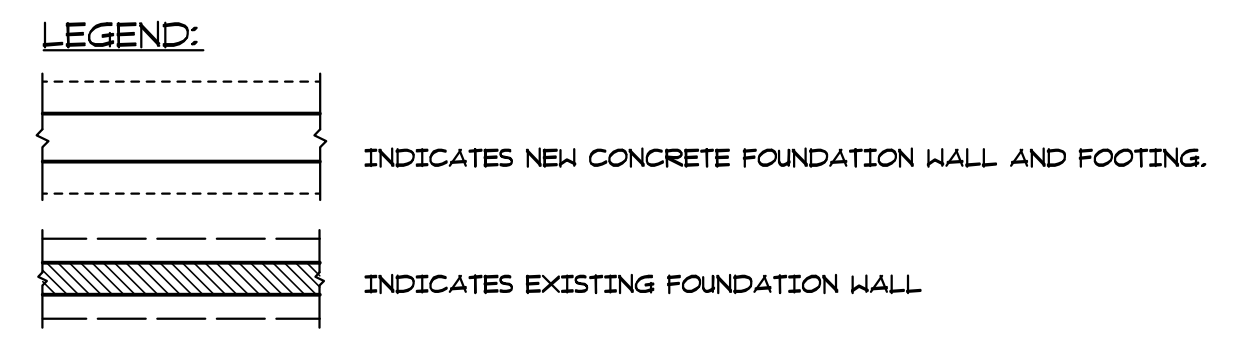 LEGEND:
INDICATES NEW CONCRETE FOUNDATION WALL AND FOOTING.
INDICATES EXISTING FOUNDATION WALL